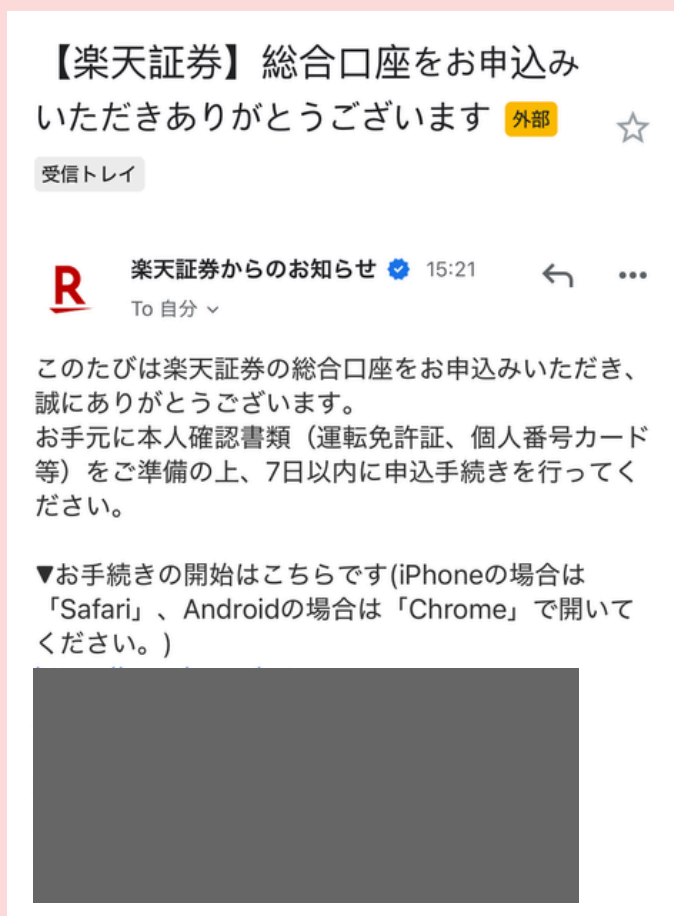 【楽天証券】総合口座をお申込み
いただきありがとうございます 外部
受信トレイ
R
楽天証券からのお知らせ 15:21
To 自分
このたびは楽天証券の総合口座をお申込みいただき、
誠にありがとうございます。
お手元に本人確認書類（運転免許証、個人番号カード
等）をご準備の上、7日以内に申込手続きを行ってく
ださい。
▼お手続きの開始はこちらです(iPhoneの場合は
「Safari」、Androidの場合は「Chrome」で開いて
ください。)